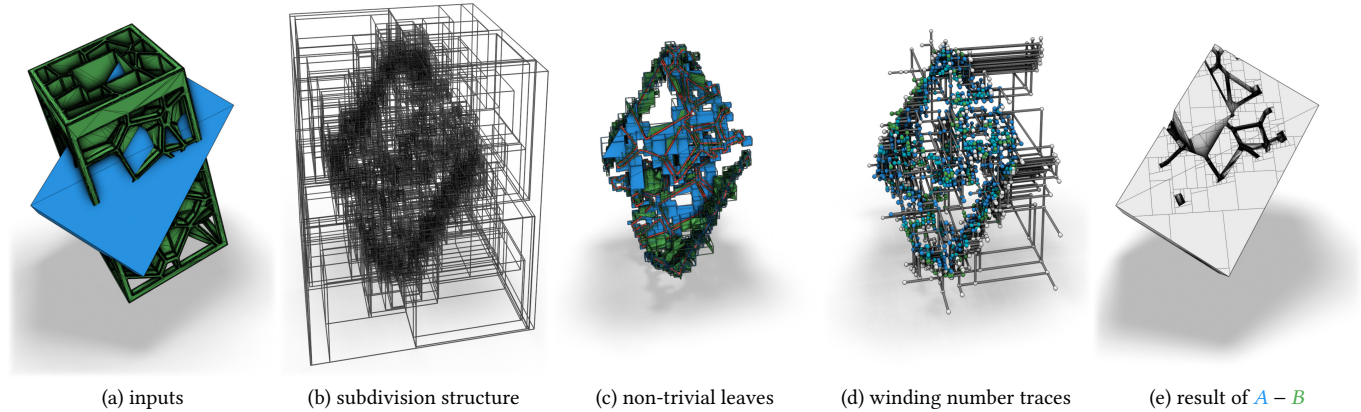 (a) inputs
(b) subdivision structure
(c) non-trivial leaves
(d) winding number traces
(e) result of A − B